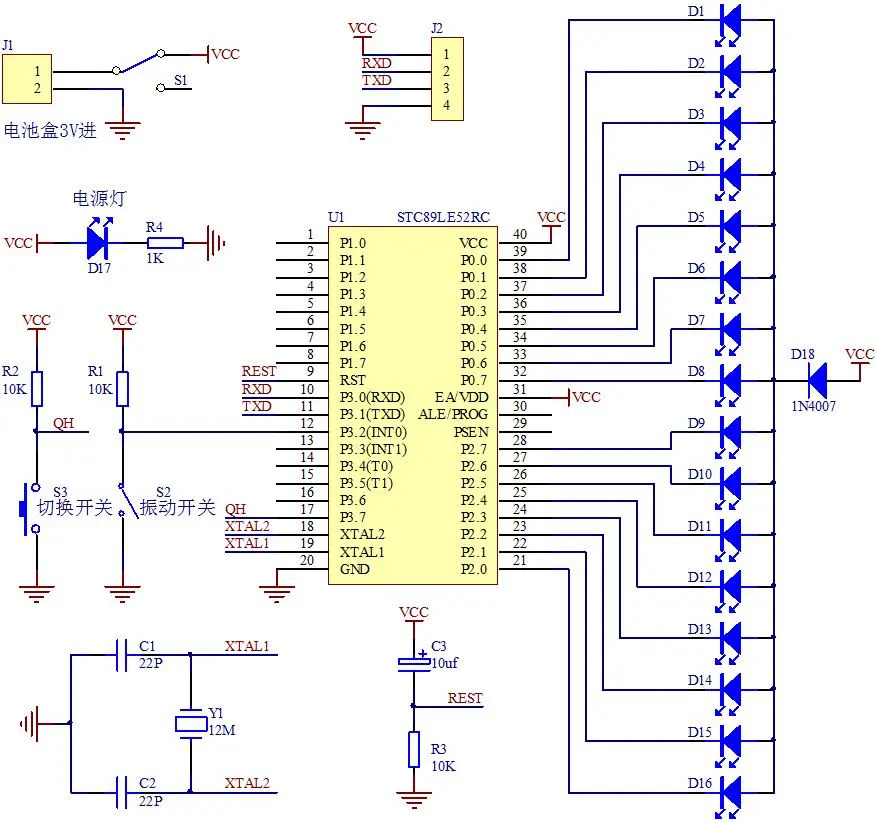 J1
1
2
VCC
S1
电池盒3V进
VCC
J2
RXD
TXD
1
2
3
4
电源灯
VCC
D17
R4
1K
VCC
R2
10K
QH
S3
切换开关
VCC
R1
10K
S2
振动开关
U1 STC89LE52RC
VCC
1 P1.0 VCC 40
2 P1.1 P0.0 39
3 P1.2 P0.1 38
4 P1.3 P0.2 37
5 P1.4 P0.3 36
6 P1.5 P0.4 35
7 P1.6 P0.5 34
8 P1.7 P0.6 33
REST 9 RST P0.7 32
RXD 10 P3.0(RXD) EA/VDD 31 VCC
TXD 11 P3.1(TXD) ALE/PROG 30
12 P3.2(INT0) PSEN 29
13 P3.3(INT1) P2.7 28
14 P3.4(T0) P2.6 27
15 P3.5(T1) P2.5 26
16 P3.6 P2.4 25
QH 17 P3.7 P2.3 24
XTAL2 18 XTAL2 P2.2 23
XTAL1 19 XTAL1 P2.1 22
20 GND P2.0 21
D1
D2
D3
D4
D5
D6
D7
D8
D9
D10
D11
D12
D13
D14
D15
D16
D18
1N4007
VCC
C1
22P
XTAL1
Y1
12M
C2
22P
XTAL2
VCC
C3
+
10uf
REST
R3
10K